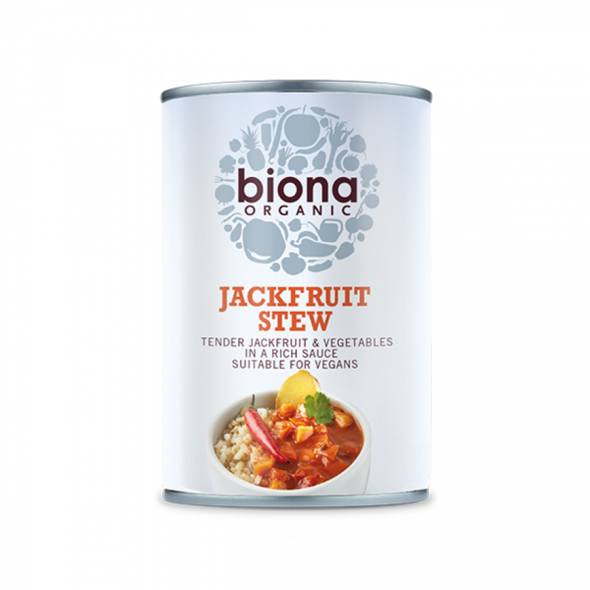 biona
ORGANIC
JACKFRUIT
STEW
TENDER JACKFRUIT & VEGETABLES
IN A RICH SAUCE
SUITABLE FOR VEGANS